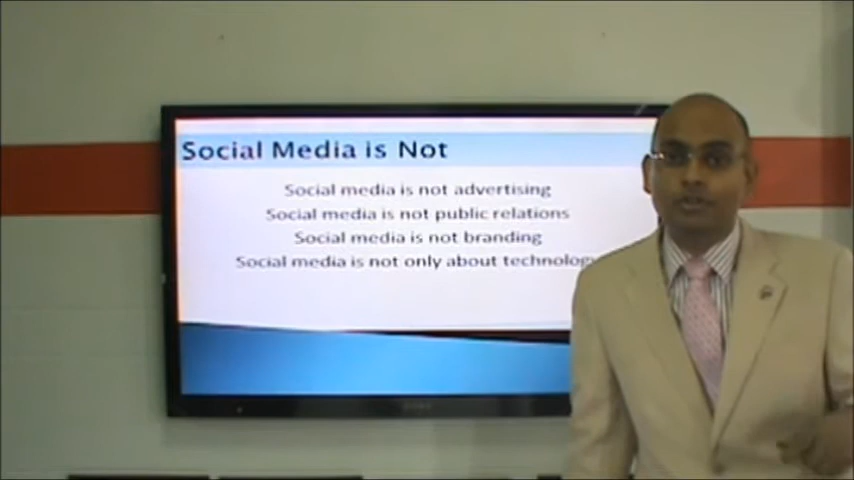 Social Media is Not
Social media is not advertising
Social media is not public relations
Social media is not branding
Social media is not only about technology